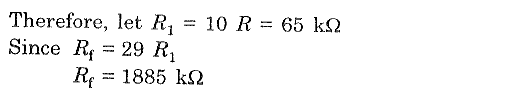 Therefore, let R₁ = 10 R = 65 kΩ
Since R_f = 29 R₁
R_f = 1885 kΩ